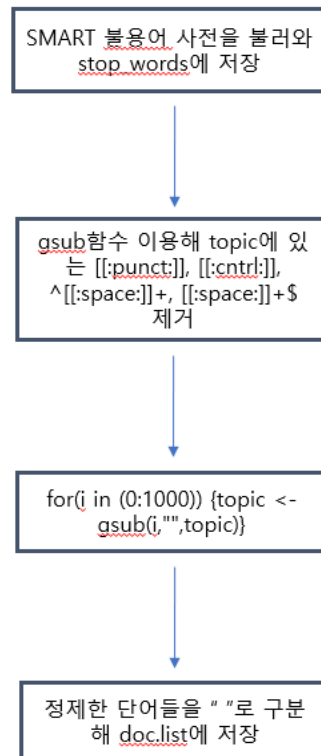 SMART 불용어 사전을 불러와
stop_words에 저장
gsub함수 이용해 topic에 있
는 [[:punct:]], [[:cntrl:]],
^[[:space:]]+, [[:space:]]+$
제거
for(i in (0:1000)) {topic <-
gsub(i,"",topic)}
정제한 단어들을 “ ”로 구분
해 doc.list에 저장